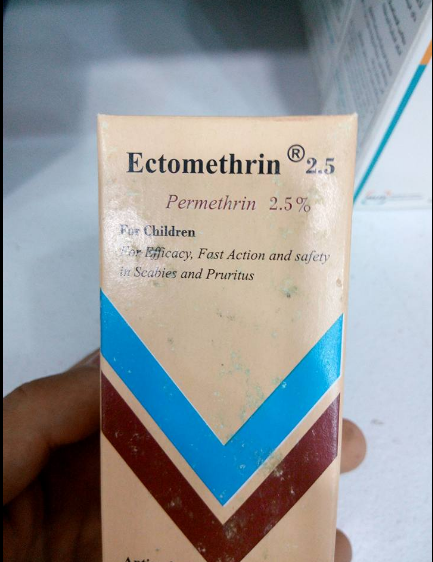 Ectomethrin ® 2.5
Permethrin 2.5%
For Children
For Efficacy, Fast Action and safety
in Scabies and Pruritus